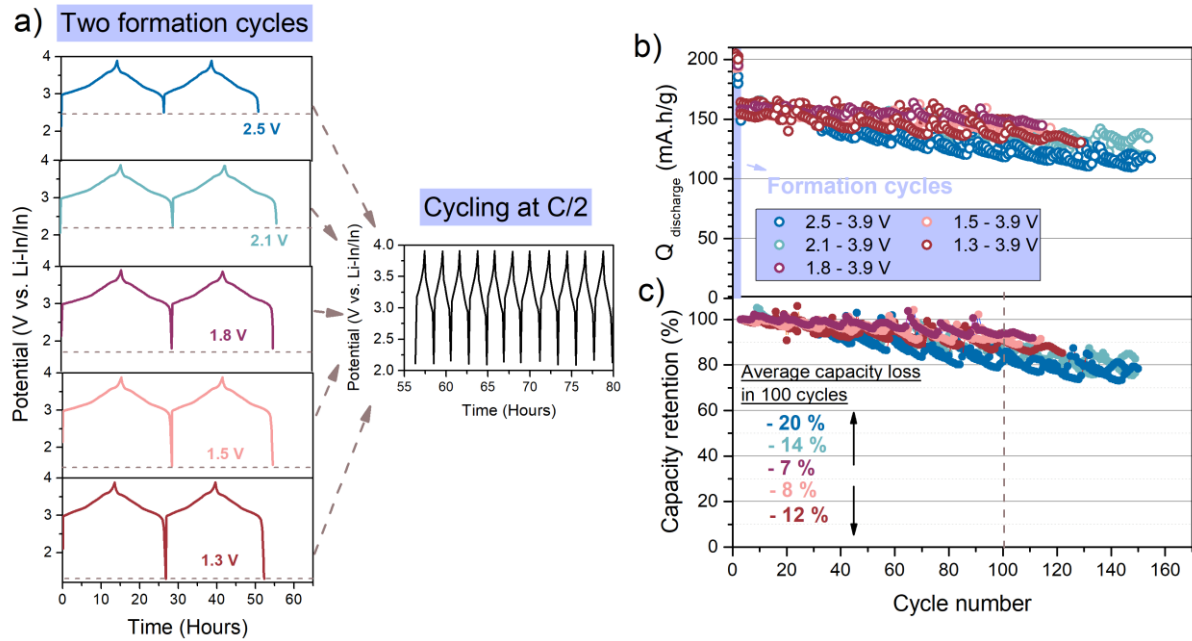 a)
Two formation cycles
Potential (V vs. Li-In/In)
4
3
2
2.5 V
4
3
2
2.1 V
4
3
2
1.8 V
4
3
2
1.5 V
4
3
2
1.3 V
0 10 20 30 40 50 60
Time (Hours)
Cycling at C/2
Potential (V vs. Li-In/In)
4.0
3.5
3.0
2.5
2.0
55 60 65 70 75 80
Time (Hours)
b)
Q discharge (mA.h/g)
200
150
100
50
0
Formation cycles
2.5 - 3.9 V
2.1 - 3.9 V
1.8 - 3.9 V
1.5 - 3.9 V
1.3 - 3.9 V
c)
Capacity retention (%)
100
80
60
40
20
0
Average capacity loss
in 100 cycles
- 20 %
- 14 %
- 7 %
- 8 %
- 12 %
0 20 40 60 80 100 120 140 160
Cycle number